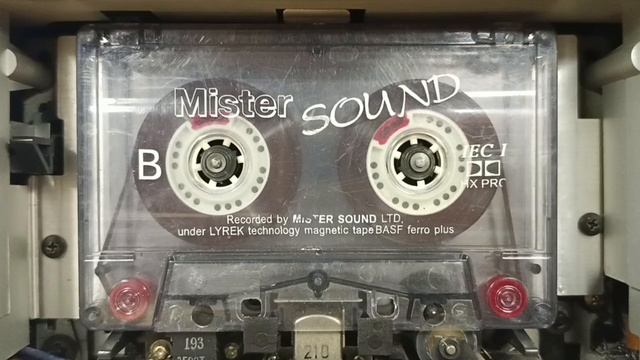 Mister SOUND
B
IEC I
HX PRO
Recorded by MISTER SOUND LTD,
under LYREK technology magnetic tape BASF ferro plus
193
210